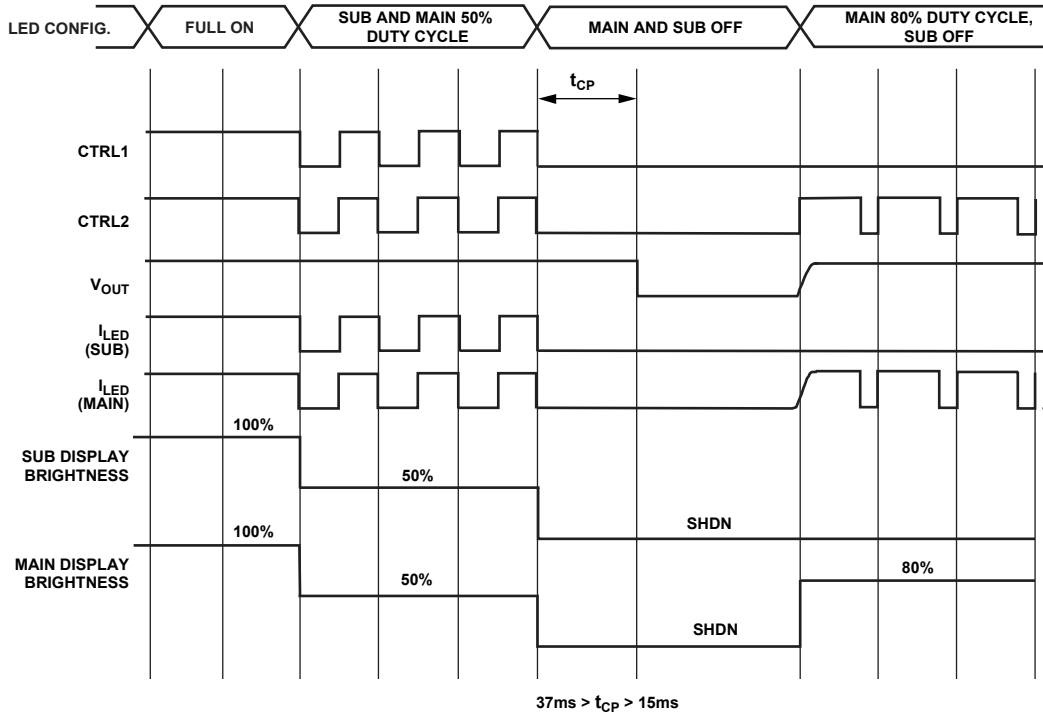 LED CONFIG.
FULL ON
SUB AND MAIN 50%
DUTY CYCLE
MAIN AND SUB OFF
MAIN 80% DUTY CYCLE,
SUB OFF
tCP
CTRL1
CTRL2
VOUT
ILED
(SUB)
ILED
(MAIN)
100%
SUB DISPLAY
BRIGHTNESS
50%
SHDN
100%
MAIN DISPLAY
BRIGHTNESS
50%
80%
SHDN
37ms > tCP > 15ms